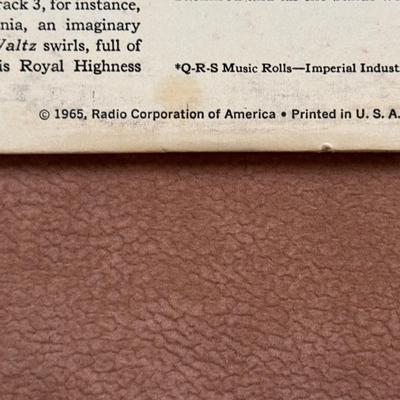 rack 3, for instance,
nia, an imaginary
Waltz swirls, full of
is Royal Highness
*Q-R-S Music Rolls—Imperial Indust
© 1965, Radio Corporation of America • Printed in U. S. A.